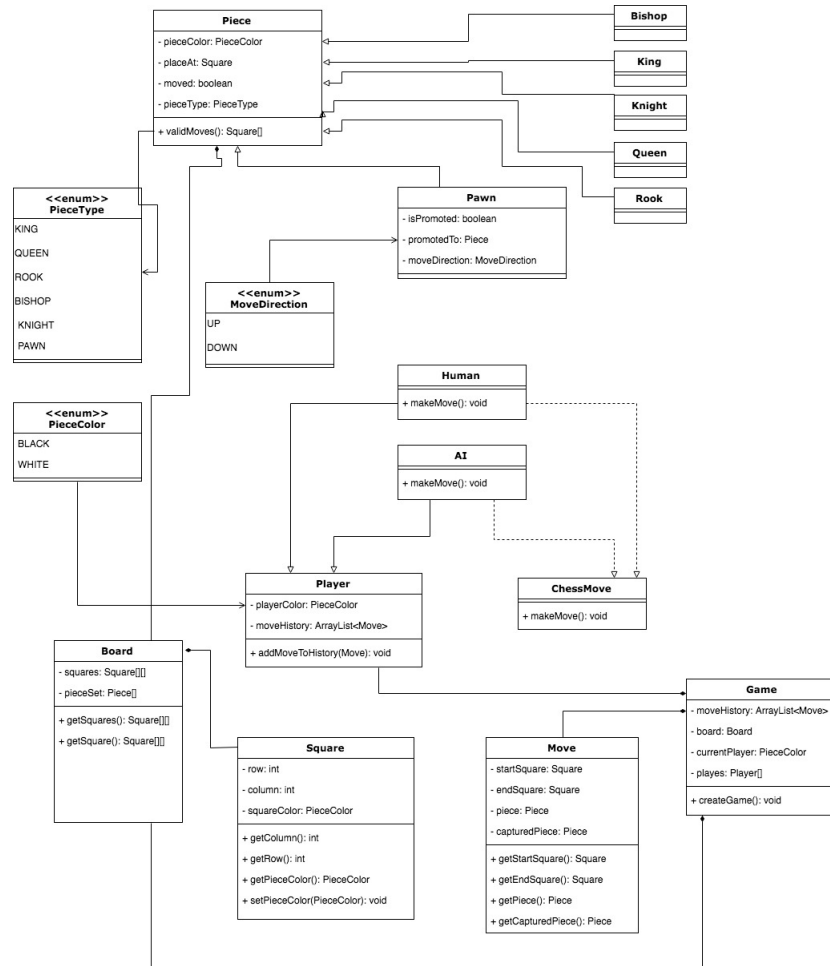 Piece
- pieceColor: PieceColor
- placeAt: Square
- moved: boolean
- pieceType: PieceType
+ validMoves(): Square[]
Bishop
King
Knight
Queen
Rook
<<enum>>
PieceType
KING
QUEEN
ROOK
BISHOP
KNIGHT
PAWN
Pawn
- isPromoted: boolean
- promotedTo: Piece
- moveDirection: MoveDirection
<<enum>>
MoveDirection
UP
DOWN
<<enum>>
PieceColor
BLACK
WHITE
Human
+ makeMove(): void
AI
+ makeMove(): void
Player
- playerColor: PieceColor
- moveHistory: ArrayList<Move>
+ addMoveToHistory(Move): void
ChessMove
+ makeMove(): void
Board
- squares: Square[][]
- pieceSet: Piece[]
+ getSquares(): Square[][]
+ getSquare(): Square[][]
Square
- row: int
- column: int
- squareColor: PieceColor
+ getColumn(): int
+ getRow(): int
+ getPieceColor(): PieceColor
+ setPieceColor(PieceColor): void
Move
- startSquare: Square
- endSquare: Square
- piece: Piece
- capturedPiece: Piece
+ getStartSquare(): Square
+ getEndSquare(): Square
+ getPiece(): Piece
+ getCapturedPiece(): Piece
Game
- moveHistory: ArrayList<Move>
- board: Board
- currentPlayer: PieceColor
- playes: Player[]
+ createGame(): void